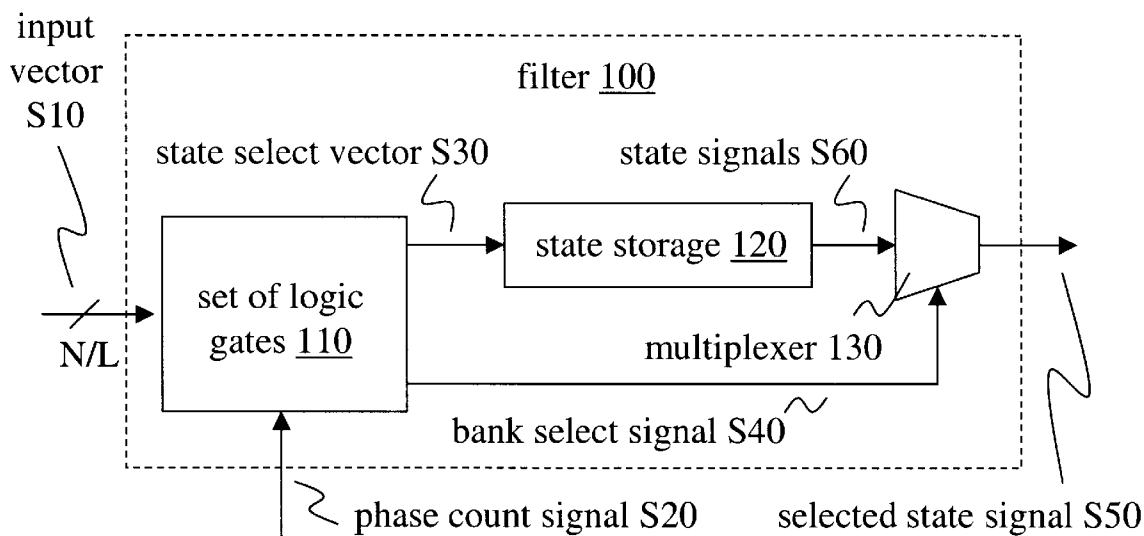 input
vector
S10
filter 100
state select vector S30
state signals S60
state storage 120
set of logic
gates 110
N/L
multiplexer 130
bank select signal S40
phase count signal S20
selected state signal S50